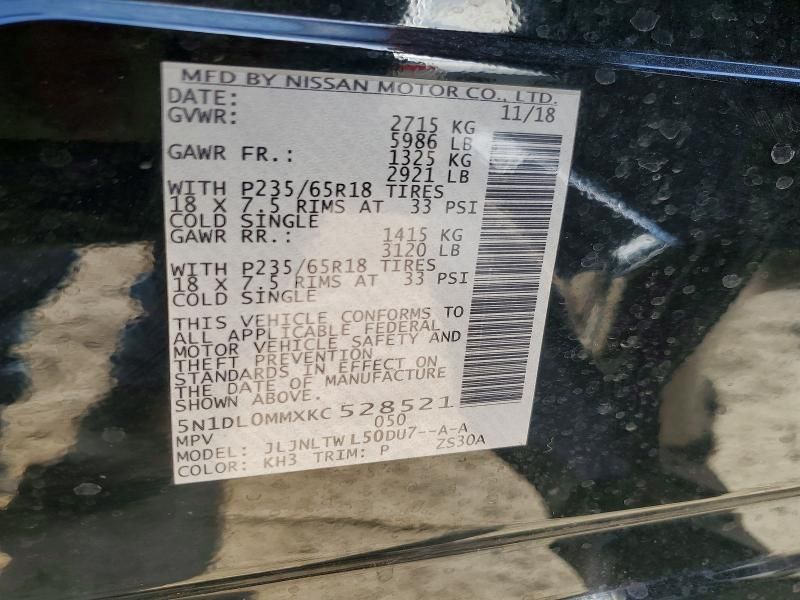 MFD BY NISSAN MOTOR CO., LTD.
DATE: 11/18
GVWR: 2715 KG
5986 LB
GAWR FR.: 1325 KG
2921 LB
WITH P235/65R18 TIRES
18 X 7.5 RIMS AT 33 PSI
COLD SINGLE
GAWR RR.: 1415 KG
3120 LB
WITH P235/65R18 TIRES
18 X 7.5 RIMS AT 33 PSI
COLD SINGLE
THIS VEHICLE CONFORMS TO
ALL APPLICABLE FEDERAL
MOTOR VEHICLE SAFETY AND
THEFT PREVENTION
STANDARDS IN EFFECT ON
THE DATE OF MANUFACTURE
SHOWN ABOVE.
5N1DL0MMXKC528521
MPV 050
MODEL: JLJNLTWL50DU7--A-A
COLOR: KH3 TRIM: P ZS30A